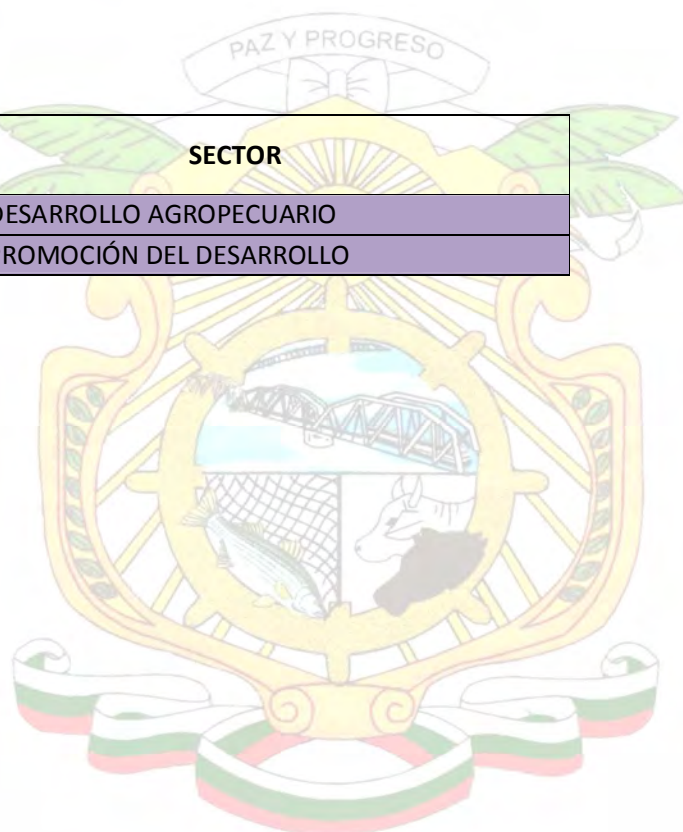 PAZ Y PROGRESO
SECTOR
DESARROLLO AGROPECUARIO
ROMOCIÓN DEL DESARROLLO